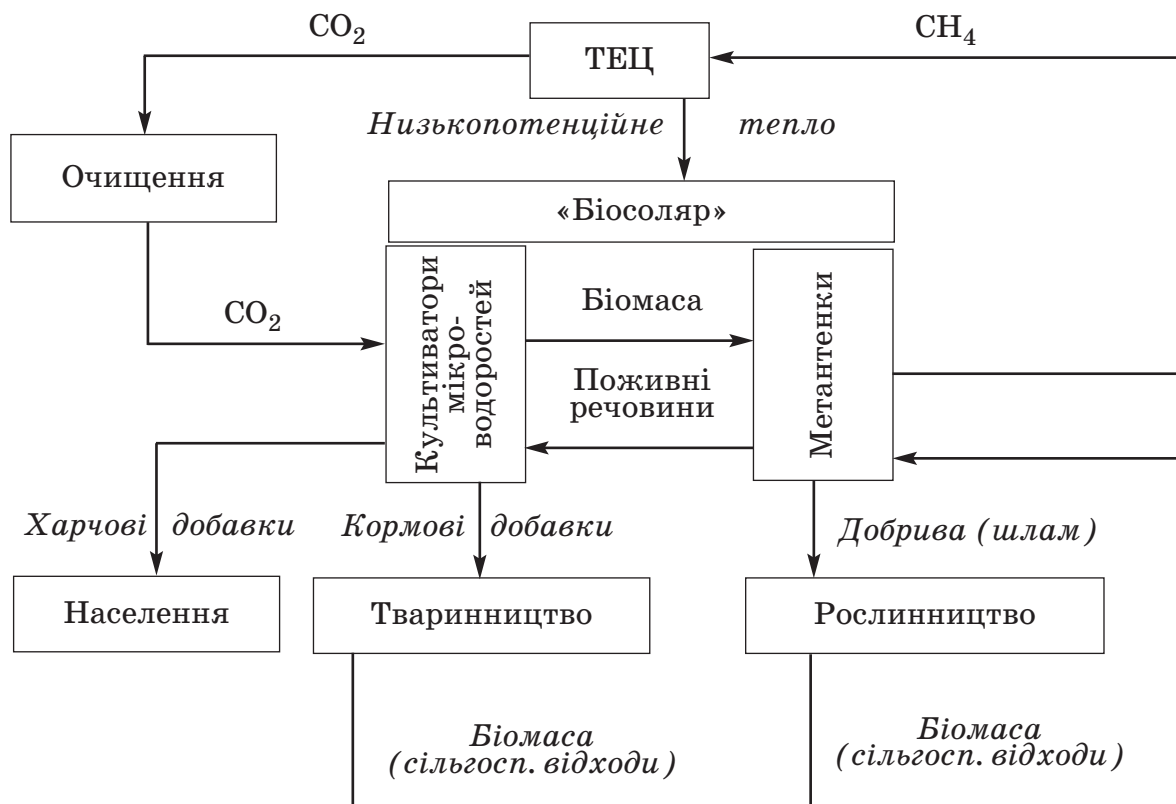 CO₂
ТЕЦ
CH₄
Низькопотенційне тепло
Очищення
«Біосоляр»
CO₂
Культиватори
мікро-
водоростей
Біомаса
Поживні
речовини
Метантенки
Харчові добавки
Кормові добавки
Добрива (шлам)
Населення
Тваринництво
Рослинництво
Біомаса
(сільгосп. відходи)
Біомаса
(сільгосп. відходи)